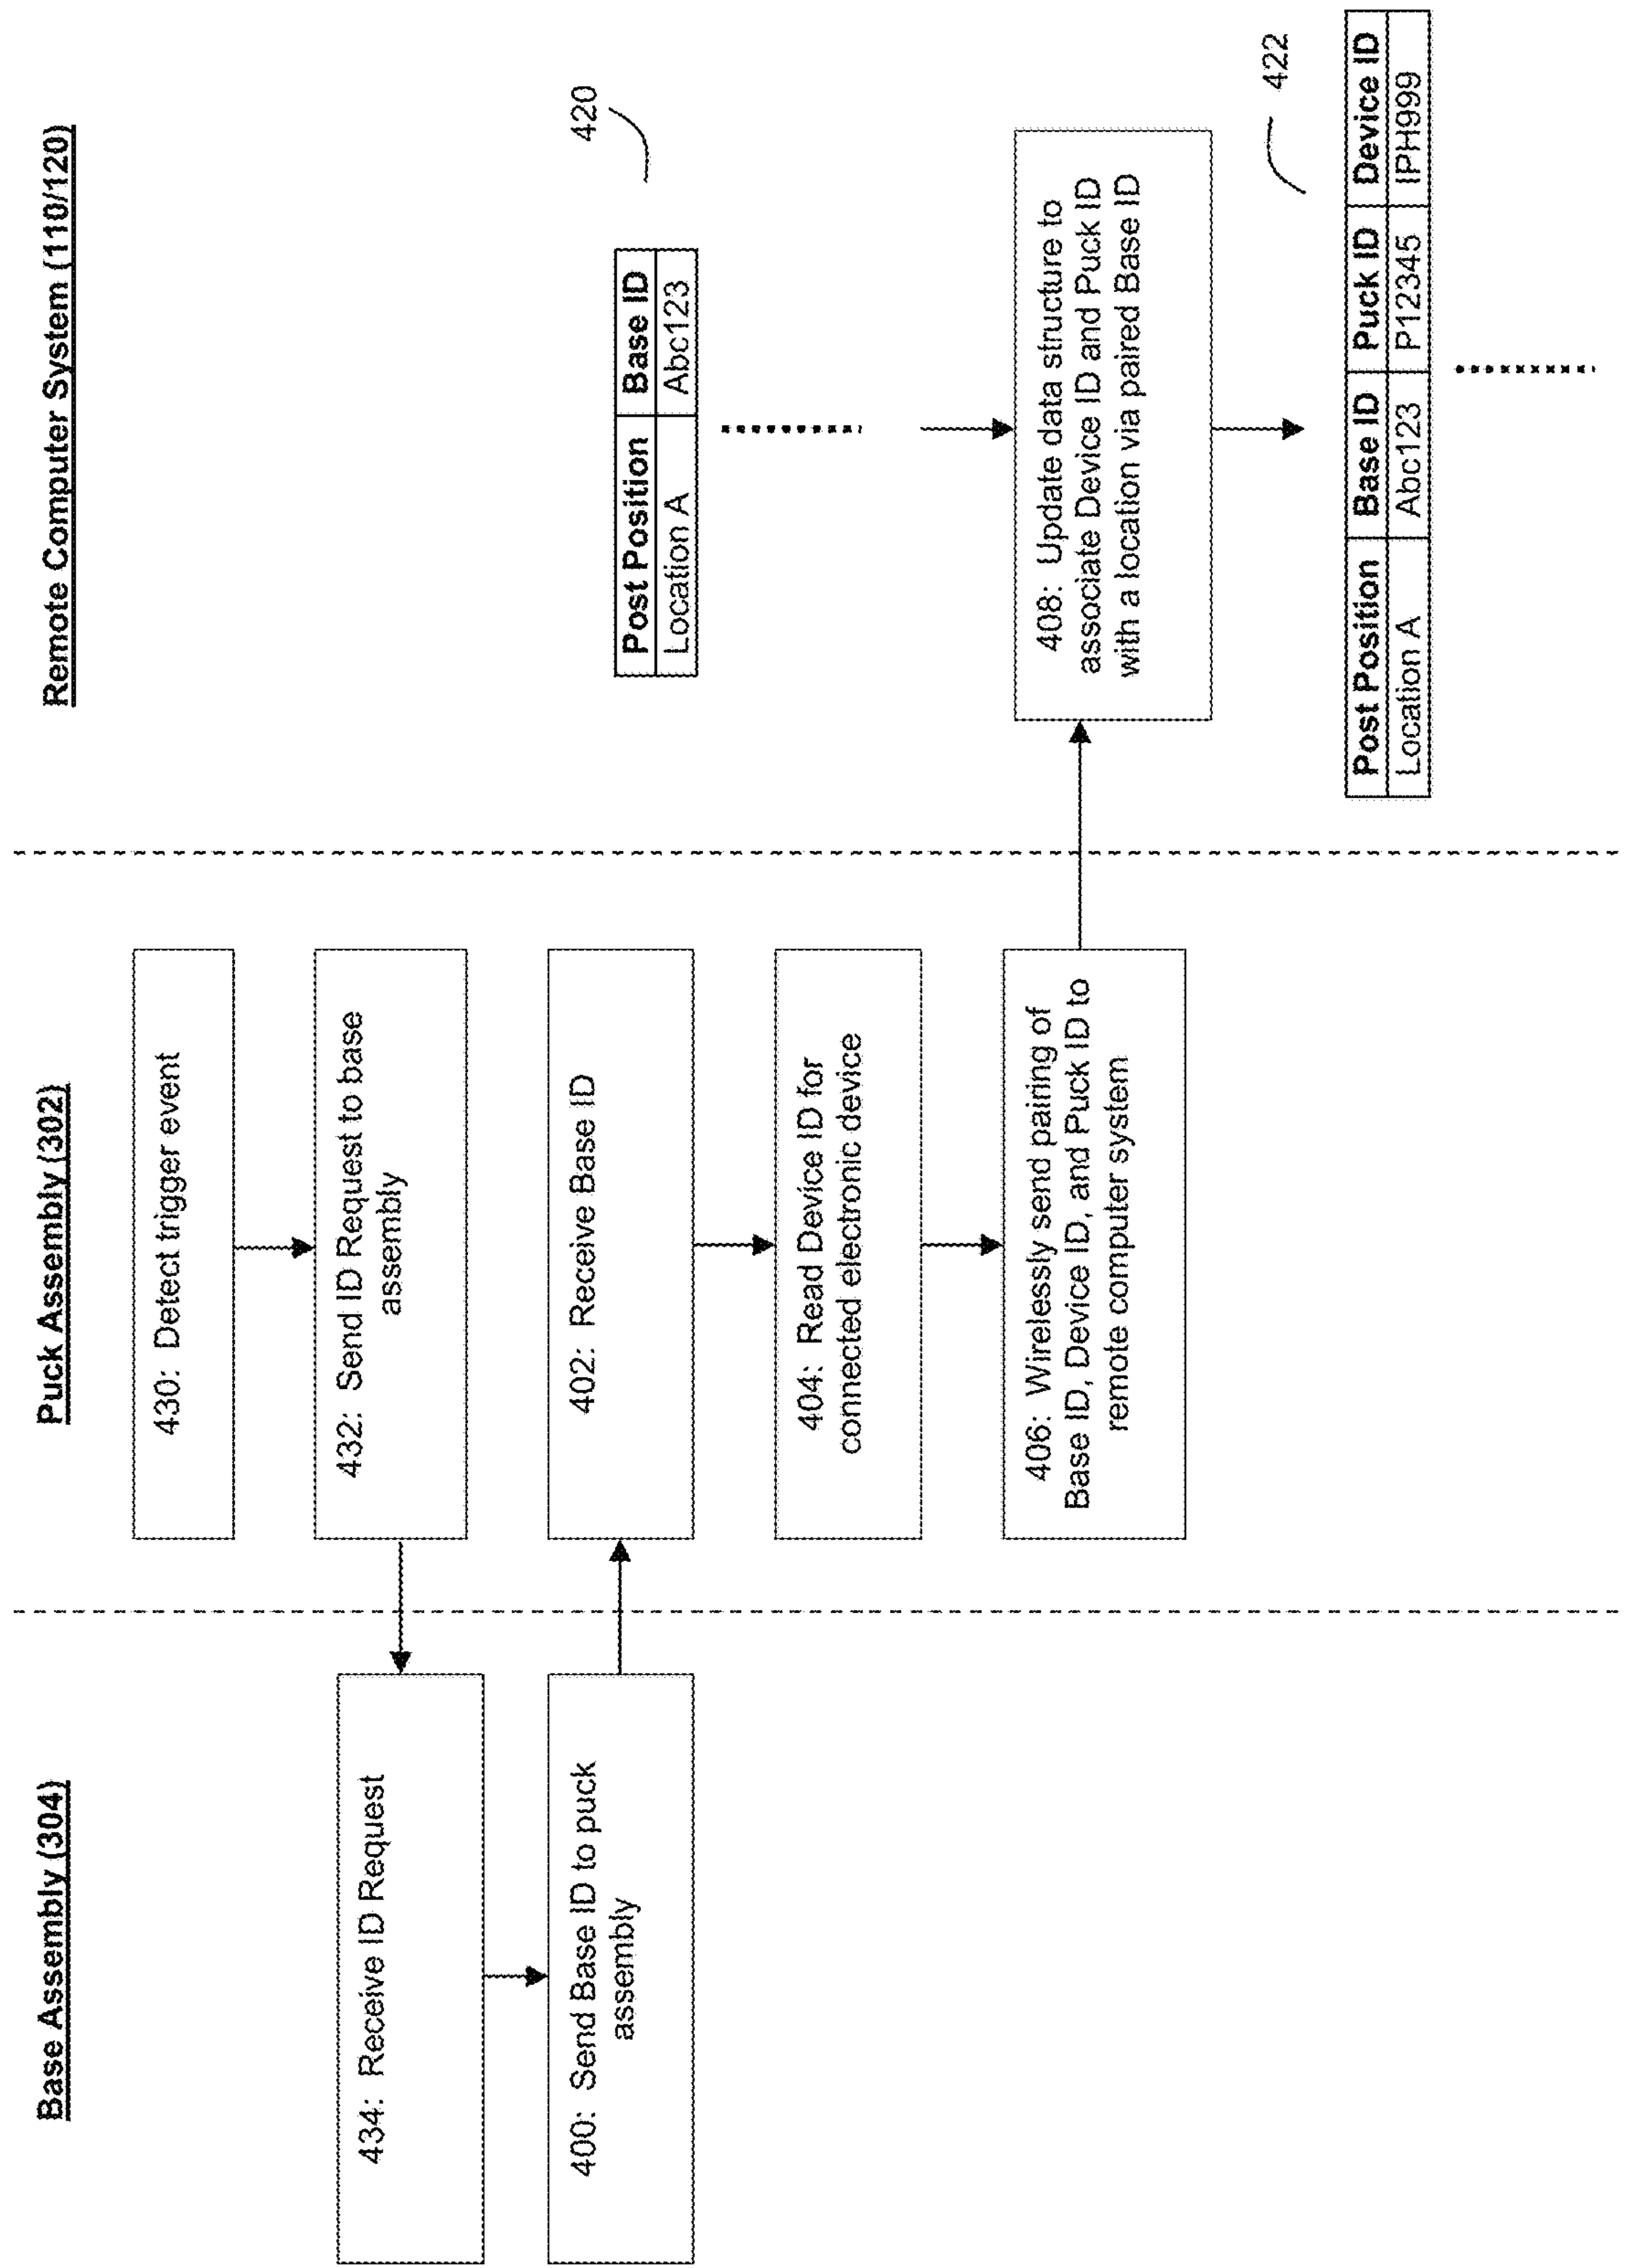 Base Assembly (304)
Puck Assembly (302)
Remote Computer System (110/120)
430: Detect trigger event
432: Send ID Request to base
assembly
434: Receive ID Request
400: Send Base ID to puck
assembly
402: Receive Base ID
404: Read Device ID for
connected electronic device
406: Wirelessly send pairing of
Base ID, Device ID, and Puck ID to
remote computer system
420
Post Position Base ID
Location A Abc123
408: Update data structure to
associate Device ID and Puck ID
with a location via paired Base ID
422
Post Position Base ID Puck ID Device ID
Location A Abc123 P12345 IPH999